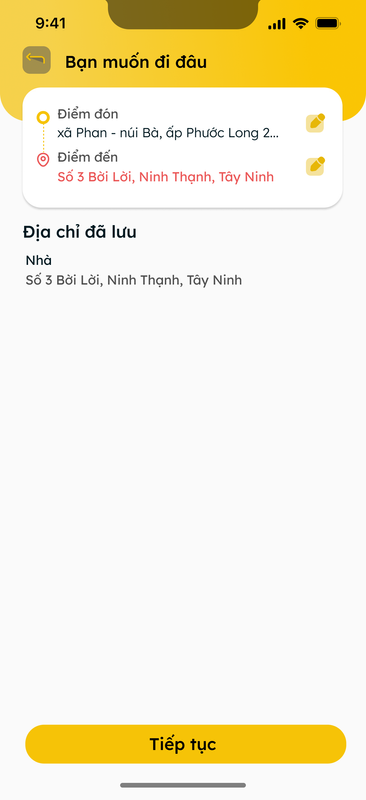 9:41
Bạn muốn đi đâu
Điểm đón
xã Phan - núi Bà, ấp Phước Long 2...
Điểm đến
Số 3 Bời Lời, Ninh Thạnh, Tây Ninh
Địa chỉ đã lưu
Nhà
Số 3 Bời Lời, Ninh Thạnh, Tây Ninh
Tiếp tục